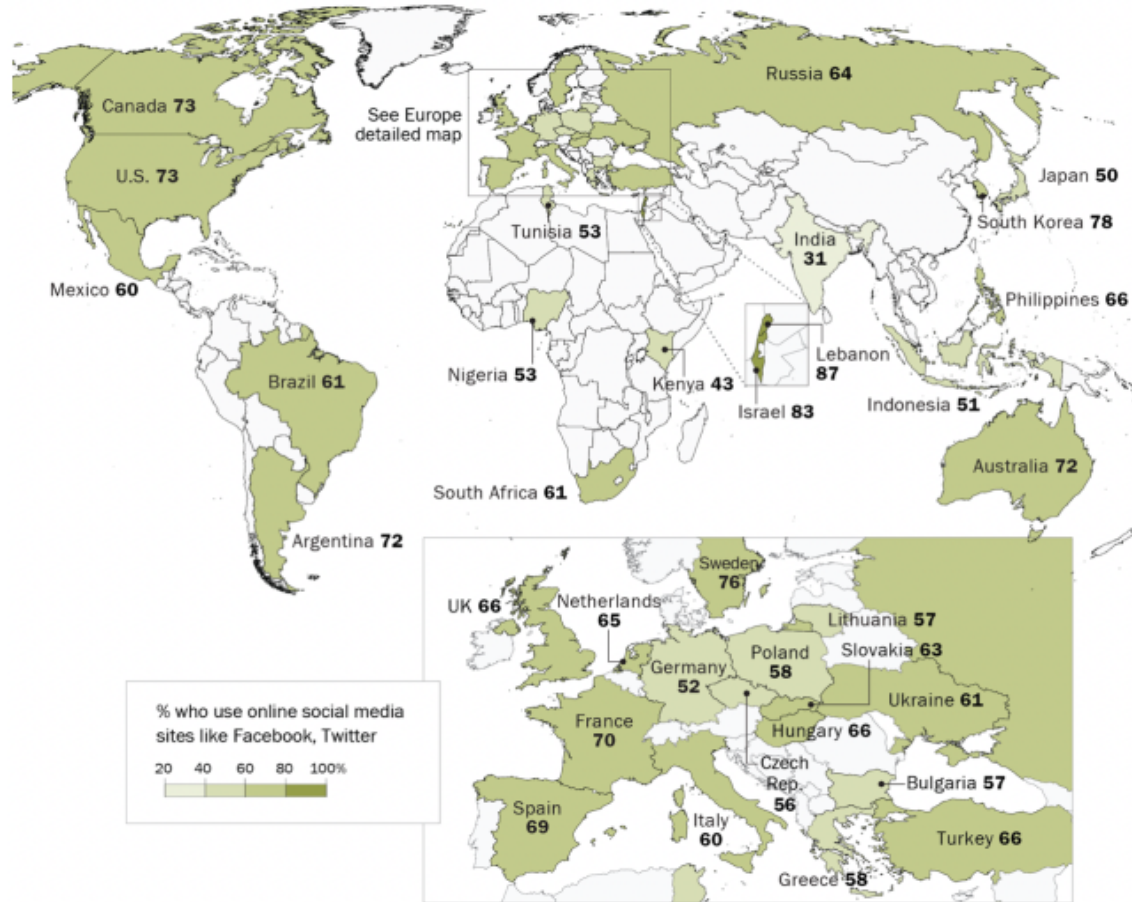 Russia 64
Canada 73
See Europe
detailed map
U.S. 73
Japan 50
South Korea 78
Tunisia 53
India
31
Mexico 60
Philippines 66
Lebanon
87
Brazil 61
Nigeria 53
Kenya 43
Israel 83
Indonesia 51
Australia 72
South Africa 61
Argentina 72
Sweden
76
UK 66
Netherlands
65
Lithuania 57
Slovakia 63
Poland
58
Germany
52
Ukraine 61
France
70
Hungary 66
Czech
Rep.
56
Bulgaria 57
Spain
69
Italy
60
Turkey 66
Greece 58
% who use online social media
sites like Facebook, Twitter
20 40 60 80 100%